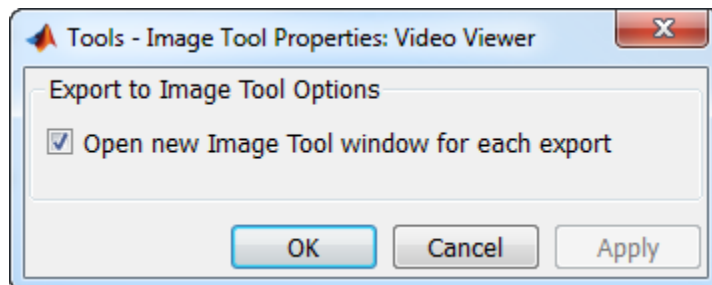 Tools - Image Tool Properties: Video Viewer
Export to Image Tool Options
Open new Image Tool window for each export
OK Cancel Apply